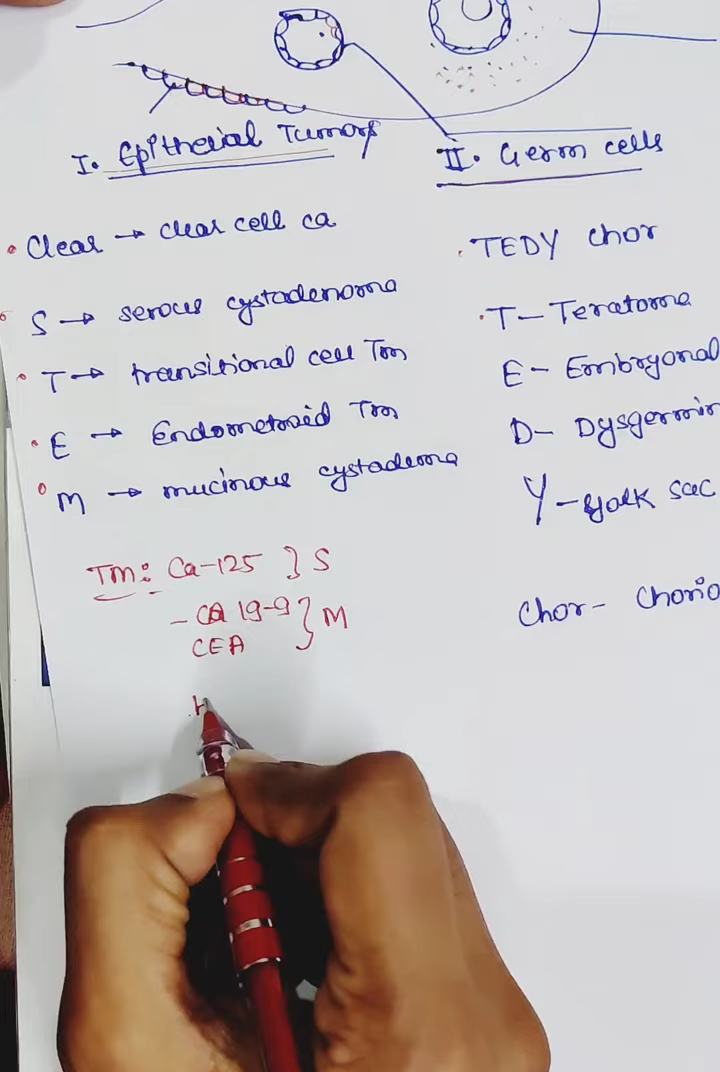 I. Epithelial Tumors
• Clear → clear cell ca
S → serous cystadenoma
• T → transitional cell Tm
• E → Endometroid Tm
• M → mucinous cystadenoma
TM: Ca-125 } S
- CA 19-9 } M
CEA
II. Germ cells
. TEDY chor
. T - Teratoma
E - Embryonal
D - Dysgermin
Y - yolk sac
Chor - Chorio